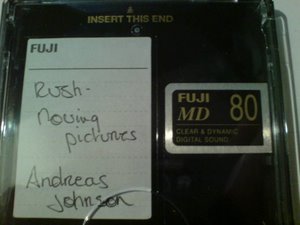 INSERT THIS END
FUJI
Rush-
Moving
pictures
Andreas
Johnson
FUJI
MD 80
CLEAR & DYNAMIC
DIGITAL SOUND